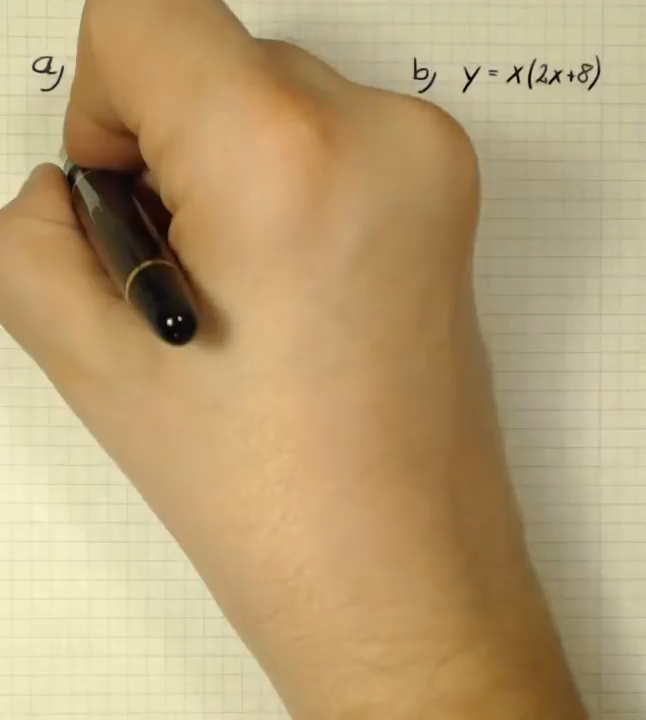 a) b) y = x(2x+8)